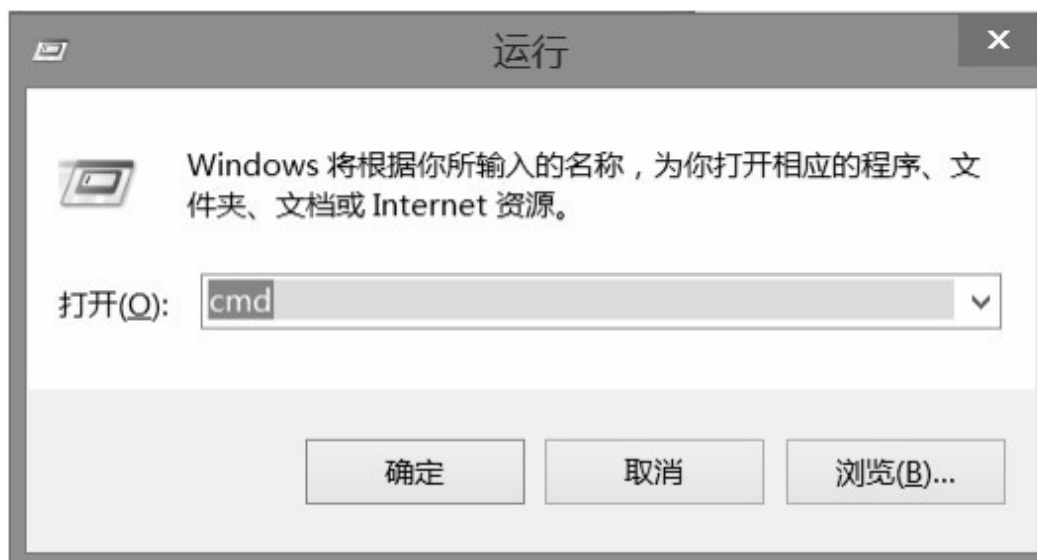 运行
Windows 将根据你所输入的名称，为你打开相应的程序、文
件夹、文档或 Internet 资源。
打开(O): cmd
确定 取消 浏览(B)...